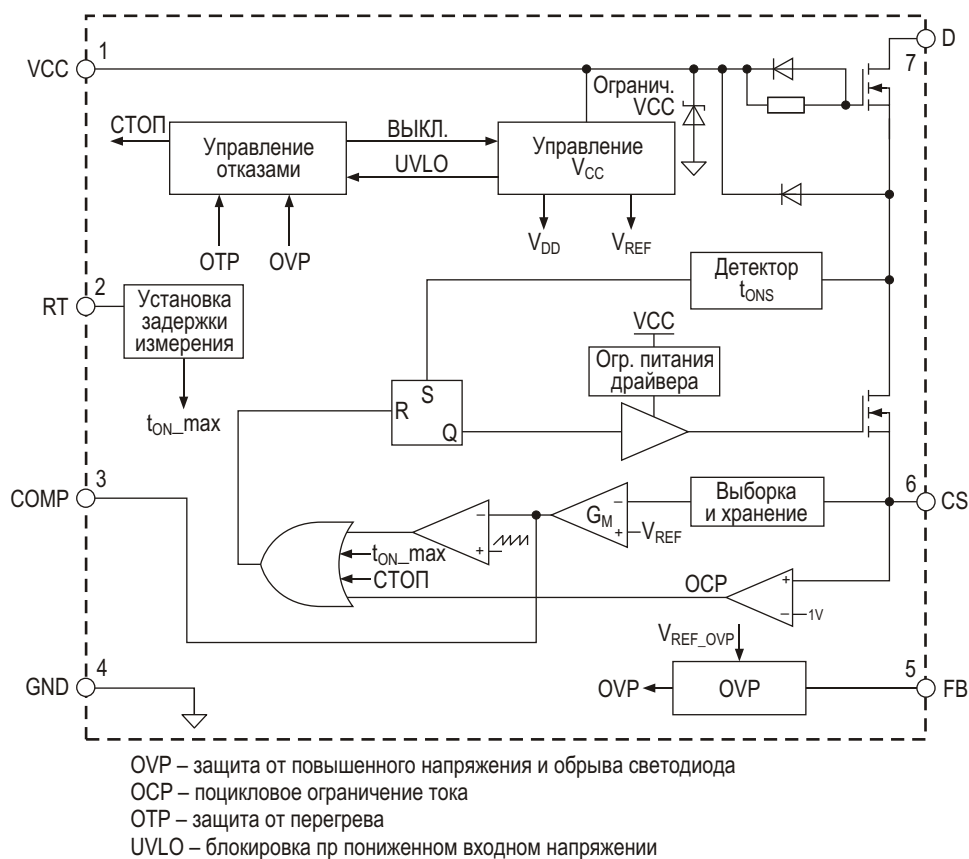 1
D
7
VCC
Огранич.
VCC
СТОП
ВЫКЛ.
Управление
отказами
UVLO
Управление
VCC
OTP
OVP
VDD
VREF
2
RT
Установка
задержки
измерения
Детектор
tONS
VCC
Огр. питания
драйвера
tON_max
S
R
Q
3
COMP
6
CS
Выборка
и хранение
–
GM
+
VREF
–
+
tON_max
СТОП
OCP
+
–
1V
VREF_OVP
4
GND
OVP
OVP
5
FB
OVP – защита от повышенного напряжения и обрыва светодиода
OCP – поцикловое ограничение тока
OTP – защита от перегрева
UVLO – блокировка пр пониженном входном напряжении